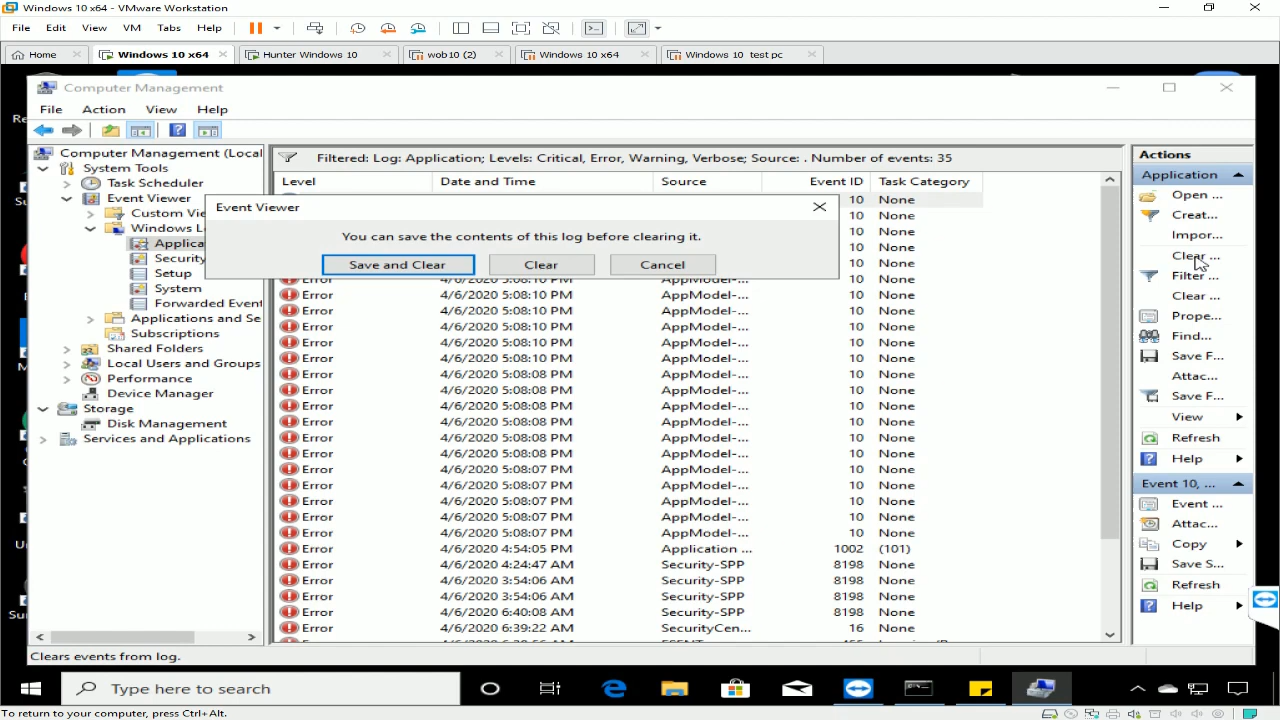 Windows 10 x64 - VMware Workstation
File Edit View VM Tabs Help
Home Windows 10 x64 Hunter Windows 10 wob10 (2) Windows 10 x64 Windows 10 test pc
Computer Management
File Action View Help
Computer Management (Local
System Tools
Task Scheduler
Event Viewer
Custom Vie
Windows L
Applica
Security
Setup
System
Forwarded Event
Applications and Se
Subscriptions
Shared Folders
Local Users and Groups
Performance
Device Manager
Storage
Disk Management
Services and Applications
Filtered: Log: Application; Levels: Critical, Error, Warning, Verbose; Source: . Number of events: 35
Level Date and Time Source Event ID Task Category
10 None
10 None
10 None
10 None
10 None
Event Viewer
You can save the contents of this log before clearing it.
Save and Clear Clear Cancel
Error 4/6/2020 5:08:10 PM AppModel-... 10 None
Error 4/6/2020 5:08:10 PM AppModel-... 10 None
Error 4/6/2020 5:08:10 PM AppModel-... 10 None
Error 4/6/2020 5:08:10 PM AppModel-... 10 None
Error 4/6/2020 5:08:10 PM AppModel-... 10 None
Error 4/6/2020 5:08:10 PM AppModel-... 10 None
Error 4/6/2020 5:08:08 PM AppModel-... 10 None
Error 4/6/2020 5:08:08 PM AppModel-... 10 None
Error 4/6/2020 5:08:08 PM AppModel-... 10 None
Error 4/6/2020 5:08:08 PM AppModel-... 10 None
Error 4/6/2020 5:08:08 PM AppModel-... 10 None
Error 4/6/2020 5:08:08 PM AppModel-... 10 None
Error 4/6/2020 5:08:07 PM AppModel-... 10 None
Error 4/6/2020 5:08:07 PM AppModel-... 10 None
Error 4/6/2020 5:08:07 PM AppModel-... 10 None
Error 4/6/2020 5:08:07 PM AppModel-... 10 None
Error 4/6/2020 5:08:07 PM AppModel-... 10 None
Error 4/6/2020 4:54:05 PM Application ... 1002 (101)
Error 4/6/2020 4:24:47 AM Security-SPP 8198 None
Error 4/6/2020 3:54:06 AM Security-SPP 8198 None
Error 4/6/2020 3:54:06 AM Security-SPP 8198 None
Error 4/6/2020 6:40:08 AM Security-SPP 8198 None
Error 4/6/2020 6:39:22 AM SecurityCen... 16 None
Actions
Application
Open ...
Creat...
Impor...
Clear ...
Filter ...
Clear ...
Prope...
Find...
Save F...
Attac...
Save F...
View
Refresh
Help
Event 10, ...
Event ...
Attac...
Copy
Save S...
Refresh
Help
Clears events from log.
Type here to search
To return to your computer, press Ctrl+Alt.